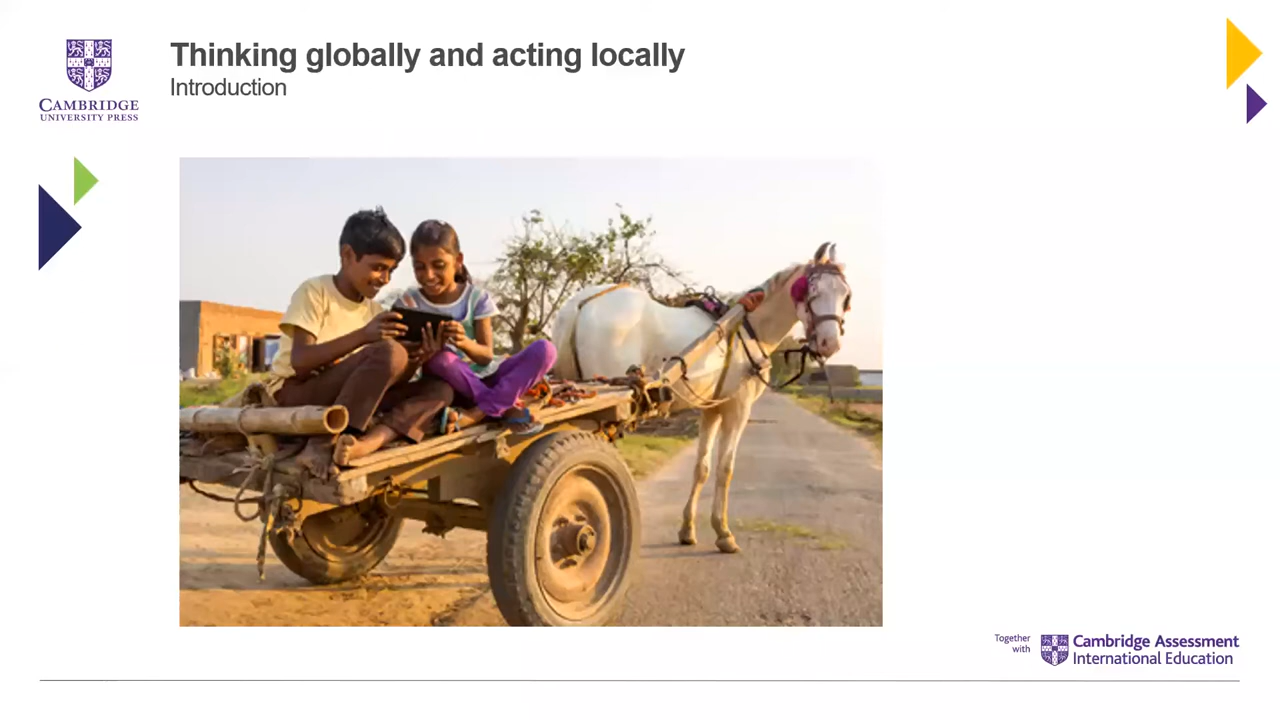 CAMBRIDGE
UNIVERSITY PRESS
Thinking globally and acting locally
Introduction
Together
with
Cambridge Assessment
International Education